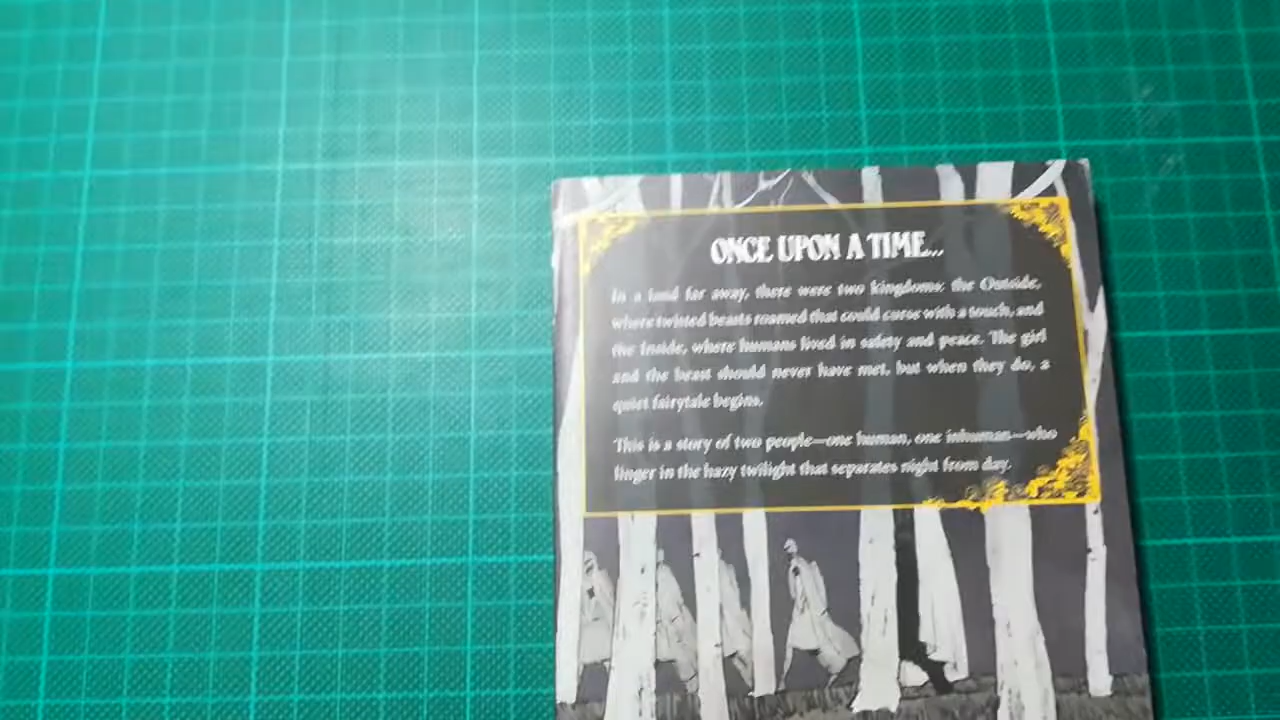 ONCE UPON A TIME...
In a land far away, there were two kingdoms: the Outside,
where twisted beasts roamed that could curse with a touch, and
the Inside, where humans lived in safety and peace. The girl
and the beast should never have met, but when they do, a
quiet fairytale begins.
This is a story of two people—one human, one inhuman—who
linger in the hazy twilight that separates night from day.